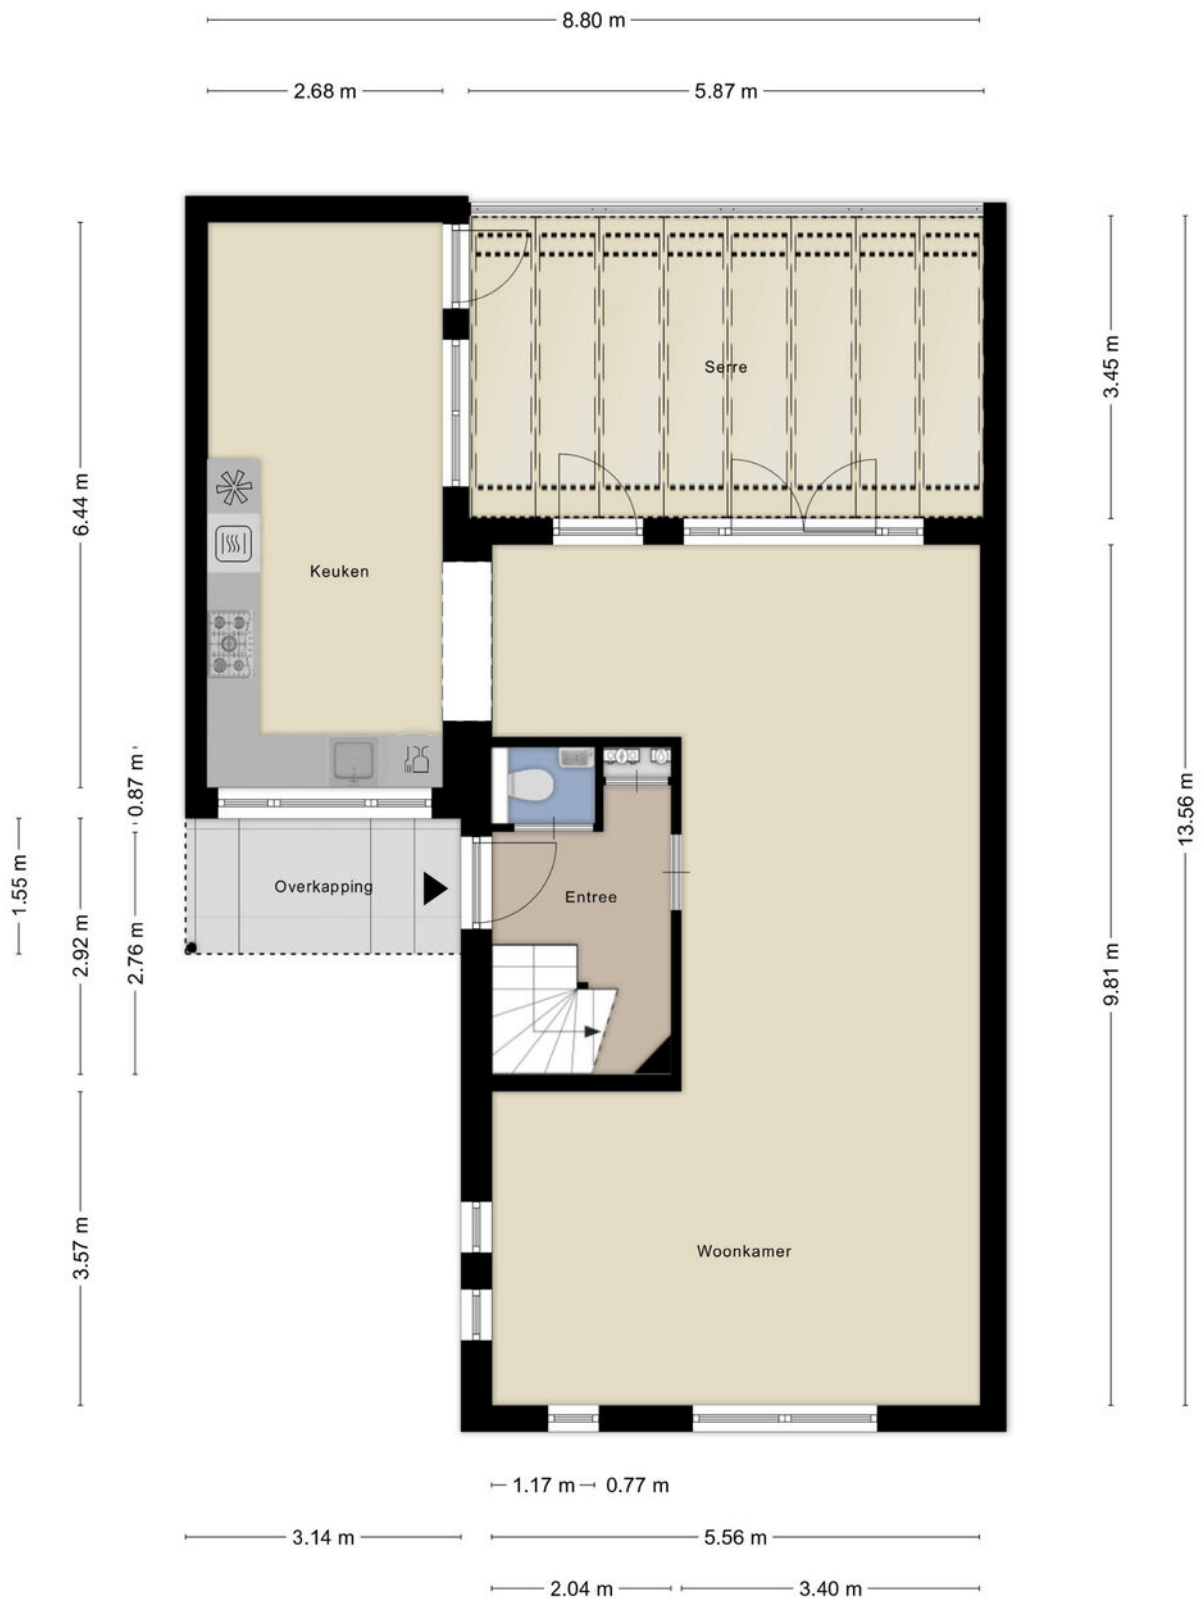 8.80 m
2.68 m
5.87 m
Serre
3.45 m
6.44 m
Keuken
13.56 m
0.87 m
1.55 m
Overkapping
Entree
2.92 m
2.76 m
9.81 m
3.57 m
Woonkamer
1.17 m
0.77 m
3.14 m
5.56 m
2.04 m
3.40 m